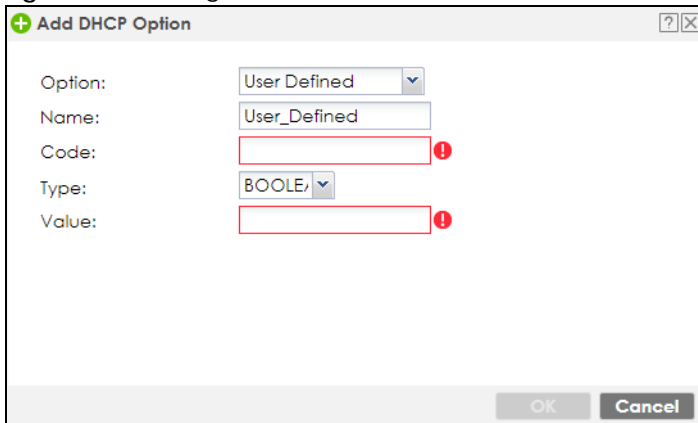 Add DHCP Option
?
Option: User Defined
Name: User_Defined
Code:
Type: BOOLE
Value:
OK Cancel